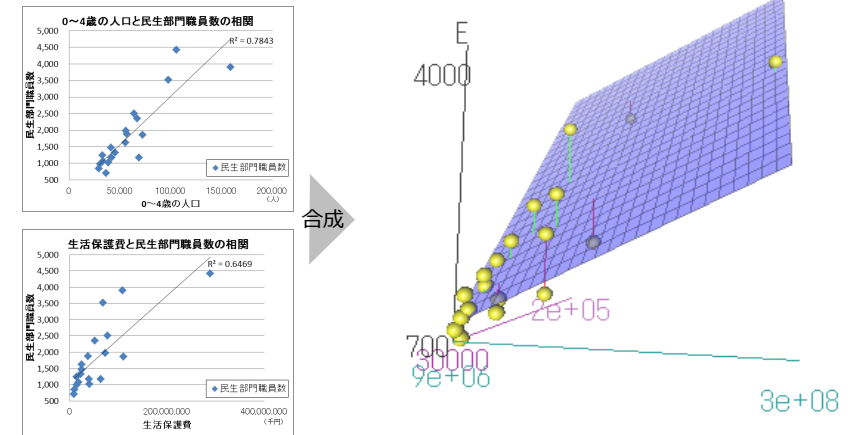 0～4歳の人口と民生部門職員数の相関
5,000
4,500
4,000
3,500
3,000
2,500
2,000
1,500
1,000
500
民生部門職員数
R² = 0.7843
民生部門職員数
0
50,000
100,000
150,000
200,000
（人）
0～4歳の人口
生活保護費と民生部門職員数の相関
5,000
4,500
4,000
3,500
3,000
2,500
2,000
1,500
1,000
500
民生部門職員数
R² = 0.6469
民生部門職員数
0
200,000,000
400,000,000
（千円）
生活保護費
合成
E
4000
700
30000
9e+06
2e+05
3e+08